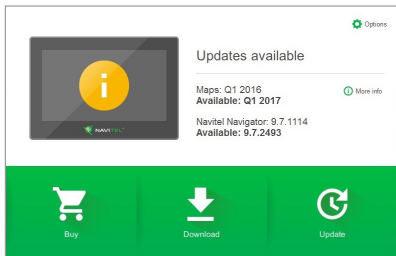 Options
Updates available
Maps: Q1 2016
Available: Q1 2017
More info
Navitel Navigator: 9.7.1114
Available: 9.7.2493
NAVITEL
Buy
Download
Update